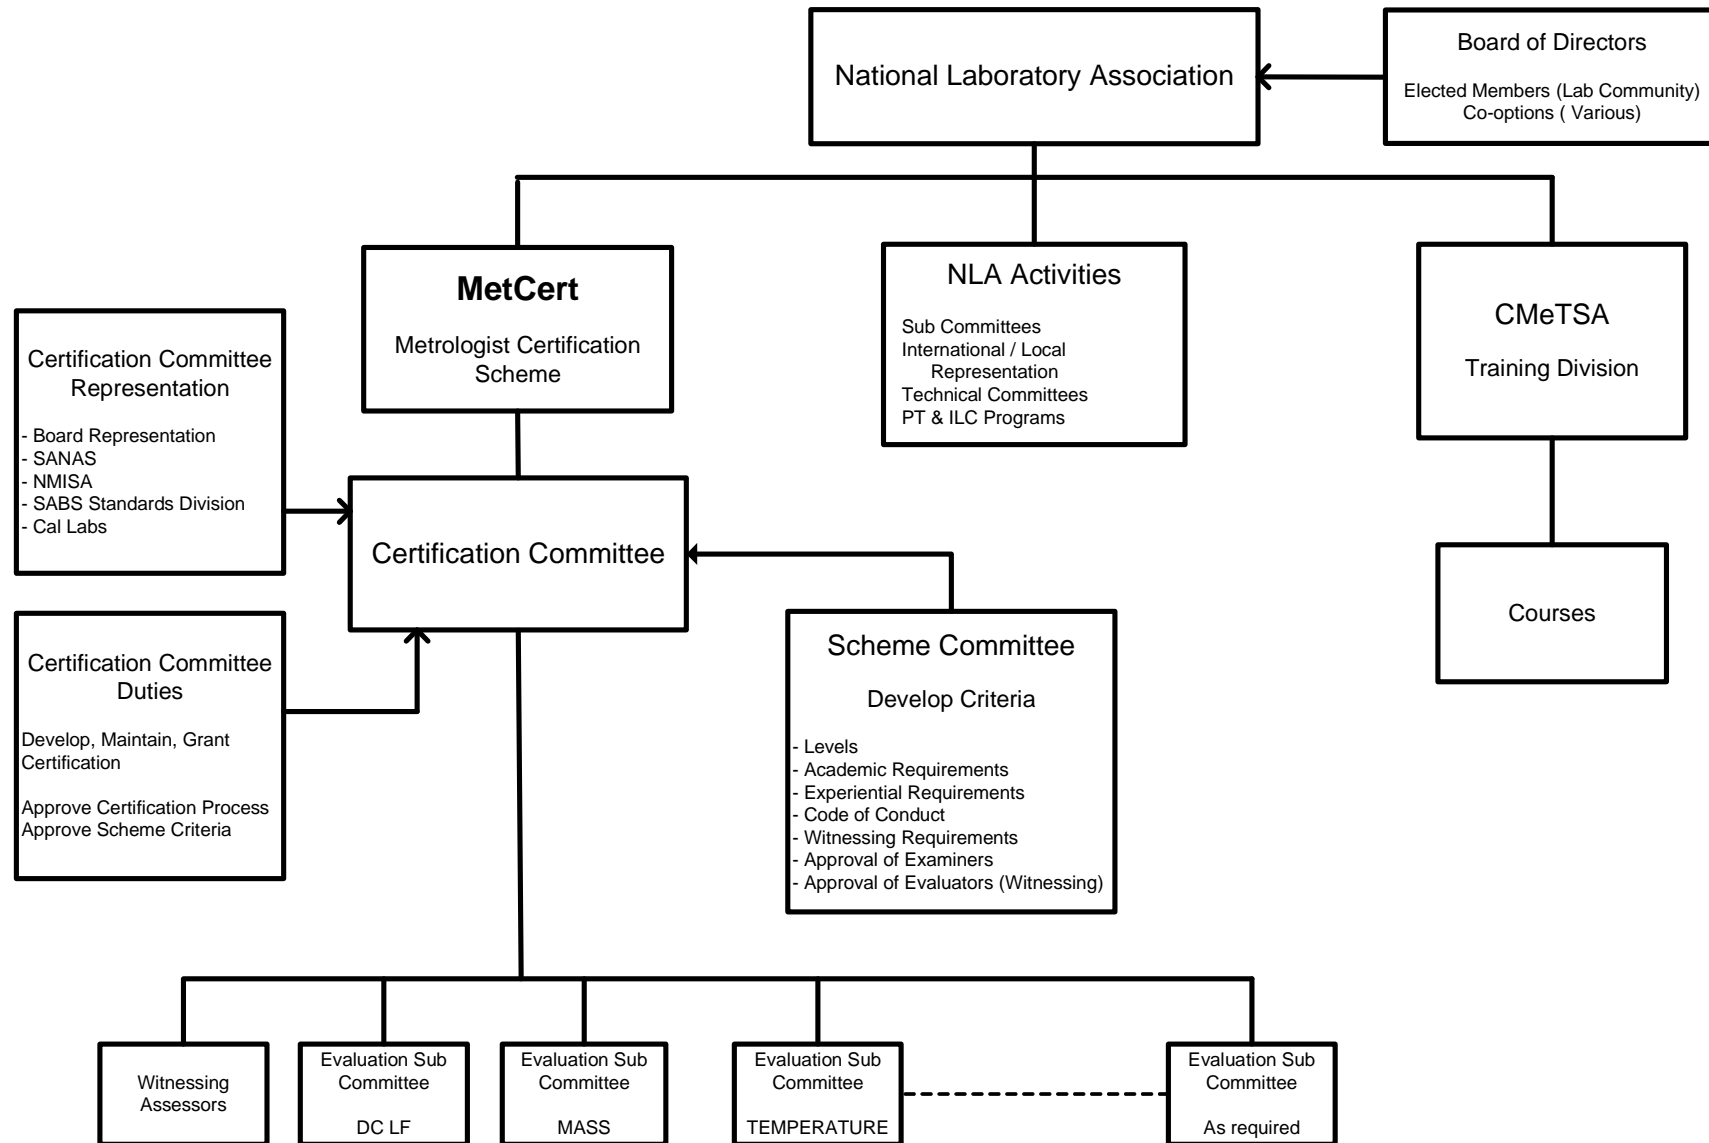 National Laboratory Association
Board of Directors
Elected Members (Lab Community)
Co-options ( Various)
MetCert
Metrologist Certification
Scheme
NLA Activities
Sub Committees
International / Local
Representation
Technical Committees
PT & ILC Programs
CMeTSA
Training Division
Certification Committee
Representation
- Board Representation
- SANAS
- NMISA
- SABS Standards Division
- Cal Labs
Certification Committee
Courses
Certification Committee
Duties
Develop, Maintain, Grant
Certification
Approve Certification Process
Approve Scheme Criteria
Scheme Committee
Develop Criteria
- Levels
- Academic Requirements
- Experiential Requirements
- Code of Conduct
- Witnessing Requirements
- Approval of Examiners
- Approval of Evaluators (Witnessing)
Witnessing
Assessors
Evaluation Sub
Committee
DC LF
Evaluation Sub
Committee
MASS
Evaluation Sub
Committee
TEMPERATURE
Evaluation Sub
Committee
As required